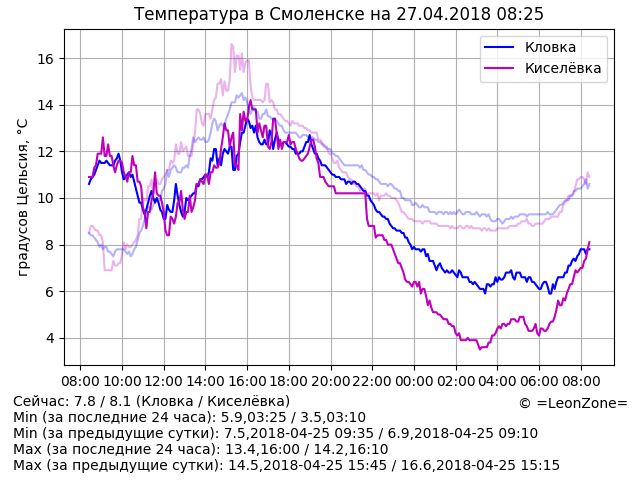 Температура в Смоленске на 27.04.2018 08:25
Кловка
Киселёвка
градусов Цельсия, °C
16
14
12
10
8
6
4
08:00 10:00 12:00 14:00 16:00 18:00 20:00 22:00 00:00 02:00 04:00 06:00 08:00
Сейчас: 7.8 / 8.1 (Кловка / Киселёвка)
© =LeonZone=
Min (за последние 24 часа): 5.9,03:25 / 3.5,03:10
Min (за предыдущие сутки): 7.5,2018-04-25 09:35 / 6.9,2018-04-25 09:10
Max (за последние 24 часа): 13.4,16:00 / 14.2,16:10
Max (за предыдущие сутки): 14.5,2018-04-25 15:45 / 16.6,2018-04-25 15:15